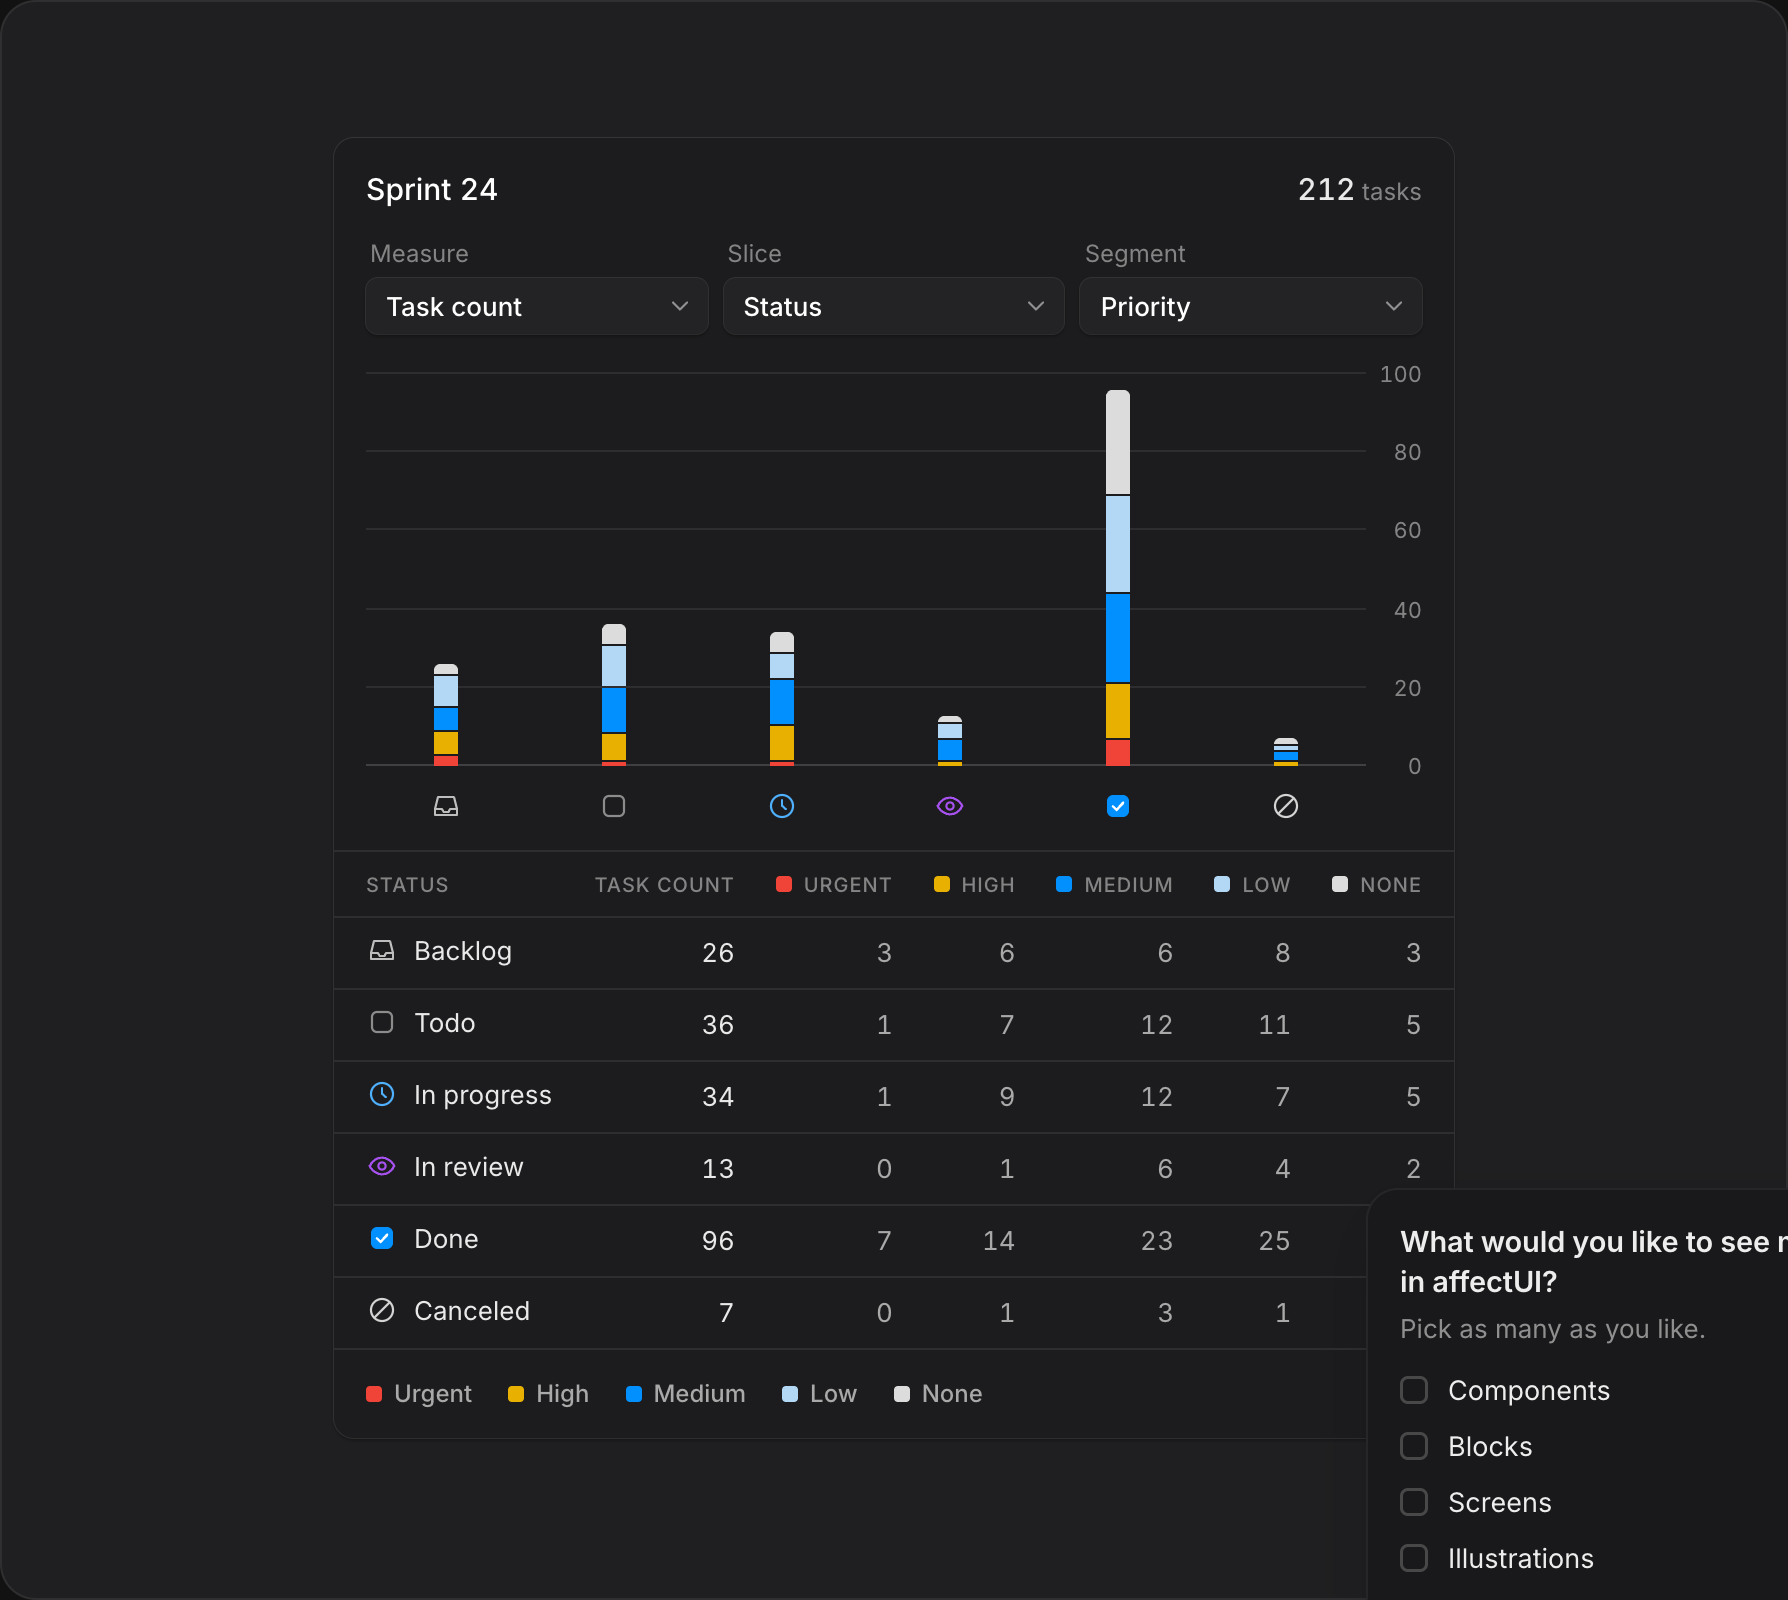 Sprint 24
212 tasks
Measure
Slice
Segment
Task count
Status
Priority
100
80
60
40
20
0
STATUS TASK COUNT URGENT HIGH MEDIUM LOW NONE
Backlog 26 3 6 6 8 3
Todo 36 1 7 12 11 5
In progress 34 1 9 12 7 5
In review 13 0 1 6 4 2
Done 96 7 14 23 25
Canceled 7 0 1 3 1
Urgent High Medium Low None
What would you like to see
in affectUI?
Pick as many as you like.
Components
Blocks
Screens
Illustrations